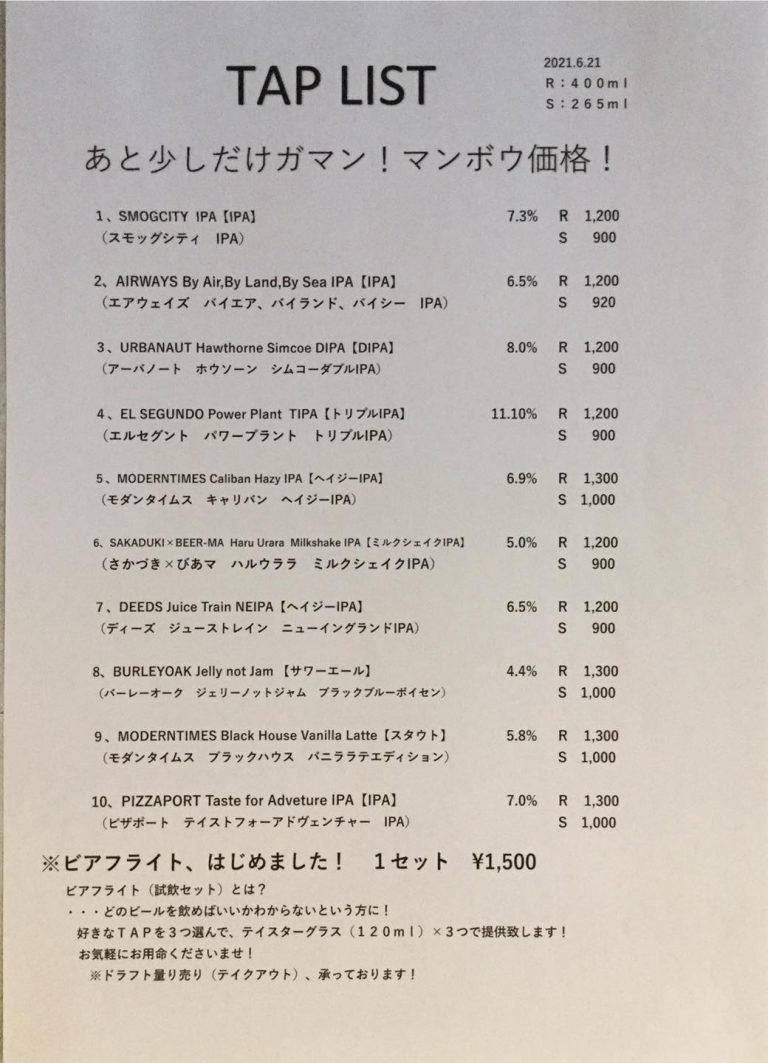 TAP LIST
2021.6.21
R：４００ｍｌ
S：２６５ｍｌ
あと少しだけガマン！マンボウ価格！
1、SMOGCITY IPA【IPA】 7.3% R 1,200
（スモッグシティ　IPA） S 900
2、AIRWAYS By Air,By Land,By Sea IPA【IPA】 6.5% R 1,200
（エアウェイズ　バイエア、バイランド、バイシー　IPA） S 920
3、URBANAUT Hawthorne Simcoe DIPA【DIPA】 8.0% R 1,200
（アーバノート　ホウソーン　シムコーダブルIPA） S 900
4、EL SEGUNDO Power Plant TIPA【トリプルIPA】 11.10% R 1,200
（エルセグント　パワープラント　トリプルIPA） S 900
5、MODERNTIMES Caliban Hazy IPA【ヘイジーIPA】 6.9% R 1,300
（モダンタイムス　キャリバン　ヘイジーIPA） S 1,000
6、SAKADUKI×BEER-MA Haru Urara Milkshake IPA【ミルクシェイクIPA】 5.0% R 1,200
（さかづき×びあマ　ハルウララ　ミルクシェイクIPA） S 900
7、DEEDS Juice Train NEIPA【ヘイジーIPA】 6.5% R 1,200
（ディーズ　ジューストレイン　ニューイングランドIPA） S 900
8、BURLEYOAK Jelly not Jam 【サワーエール】 4.4% R 1,300
（バーレーオーク　ジェリーノットジャム　ブラックブルーボイセン） S 1,000
9、MODERNTIMES Black House Vanilla Latte【スタウト】 5.8% R 1,300
（モダンタイムス　ブラックハウス　バニララテエディション） S 1,000
10、PIZZAPORT Taste for Adveture IPA【IPA】 7.0% R 1,300
（ピザポート　テイストフォーアドヴェンチャー　IPA） S 1,000
※ビアフライト、はじめました！　１セット　¥1,500
ビアフライト（試飲セット）とは？
・・・どのビールを飲めばいいかわからないという方に！
好きなＴＡＰを３つ選んで、テイスターグラス（１２０ｍｌ）×３つで提供致します！
お気軽にお用命くださいませ！
※ドラフト量り売り（テイクアウト）、承っております！